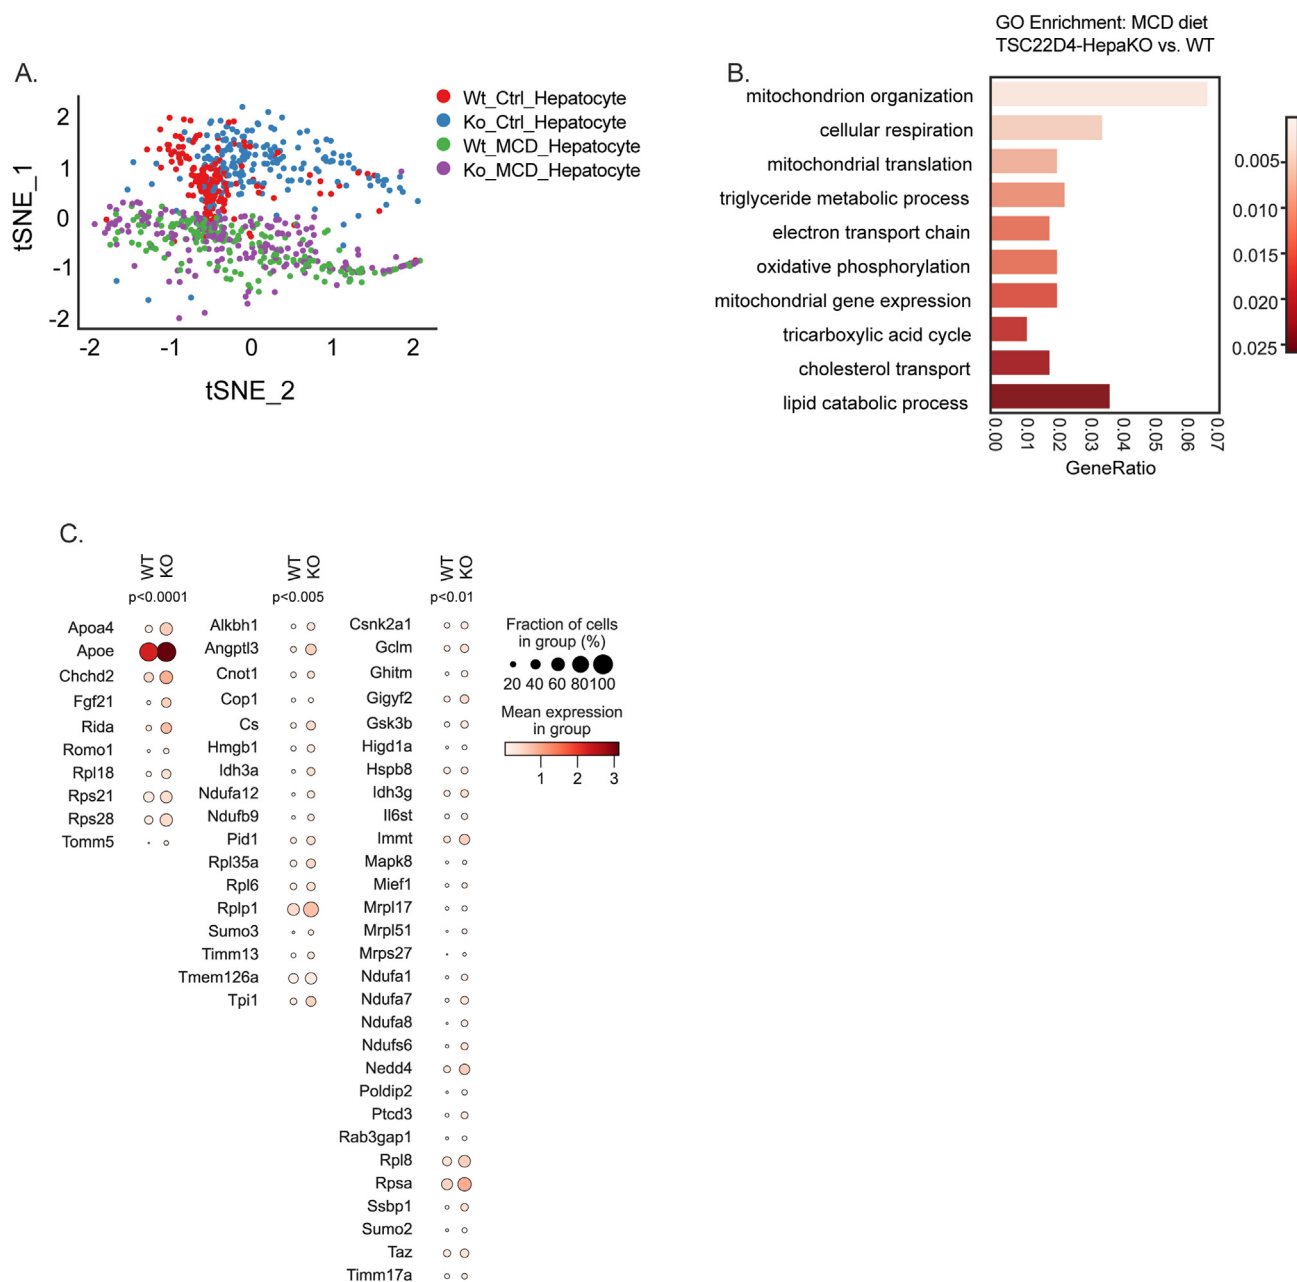 A.
2
1
0
-1
-2
tSNE_1
-2 -1 0 1 2
tSNE_2
Wt_Ctrl_Hepatocyte
Ko_Ctrl_Hepatocyte
Wt_MCD_Hepatocyte
Ko_MCD_Hepatocyte
B.
GO Enrichment: MCD diet
TSC22D4-HepaKO vs. WT
mitochondrion organization
cellular respiration
mitochondrial translation
triglyceride metabolic process
electron transport chain
oxidative phosphorylation
mitochondrial gene expression
tricarboxylic acid cycle
cholesterol transport
lipid catabolic process
0.00 0.01 0.02 0.03 0.04 0.05 0.06 0.07
GeneRatio
0.005
0.010
0.015
0.020
0.025
C.
WT KO
p<0.0001
Apoa4
Apoe
Chchd2
Fgf21
Rida
Romo1
Rpl18
Rps21
Rps28
Tomm5
WT KO
p<0.005
Alkbh1
Angptl3
Cnot1
Cop1
Cs
Hmgb1
Idh3a
Ndufa12
Ndufb9
Pid1
Rpl35a
Rpl6
Rplp1
Sumo3
Timm13
Tmem126a
Tpi1
WT KO
p<0.01
Csnk2a1
Gclm
Ghitm
Gigyf2
Gsk3b
Higd1a
Hspb8
Idh3g
Il6st
Immt
Mapk8
Mief1
Mrpl17
Mrpl51
Mrps27
Ndufa1
Ndufa7
Ndufa8
Ndufs6
Nedd4
Poldip2
Ptcd3
Rab3gap1
Rpl8
Rpsa
Ssbp1
Sumo2
Taz
Timm17a
Fraction of cells
in group (%)
20 40 60 80 100
Mean expression
in group
1 2 3